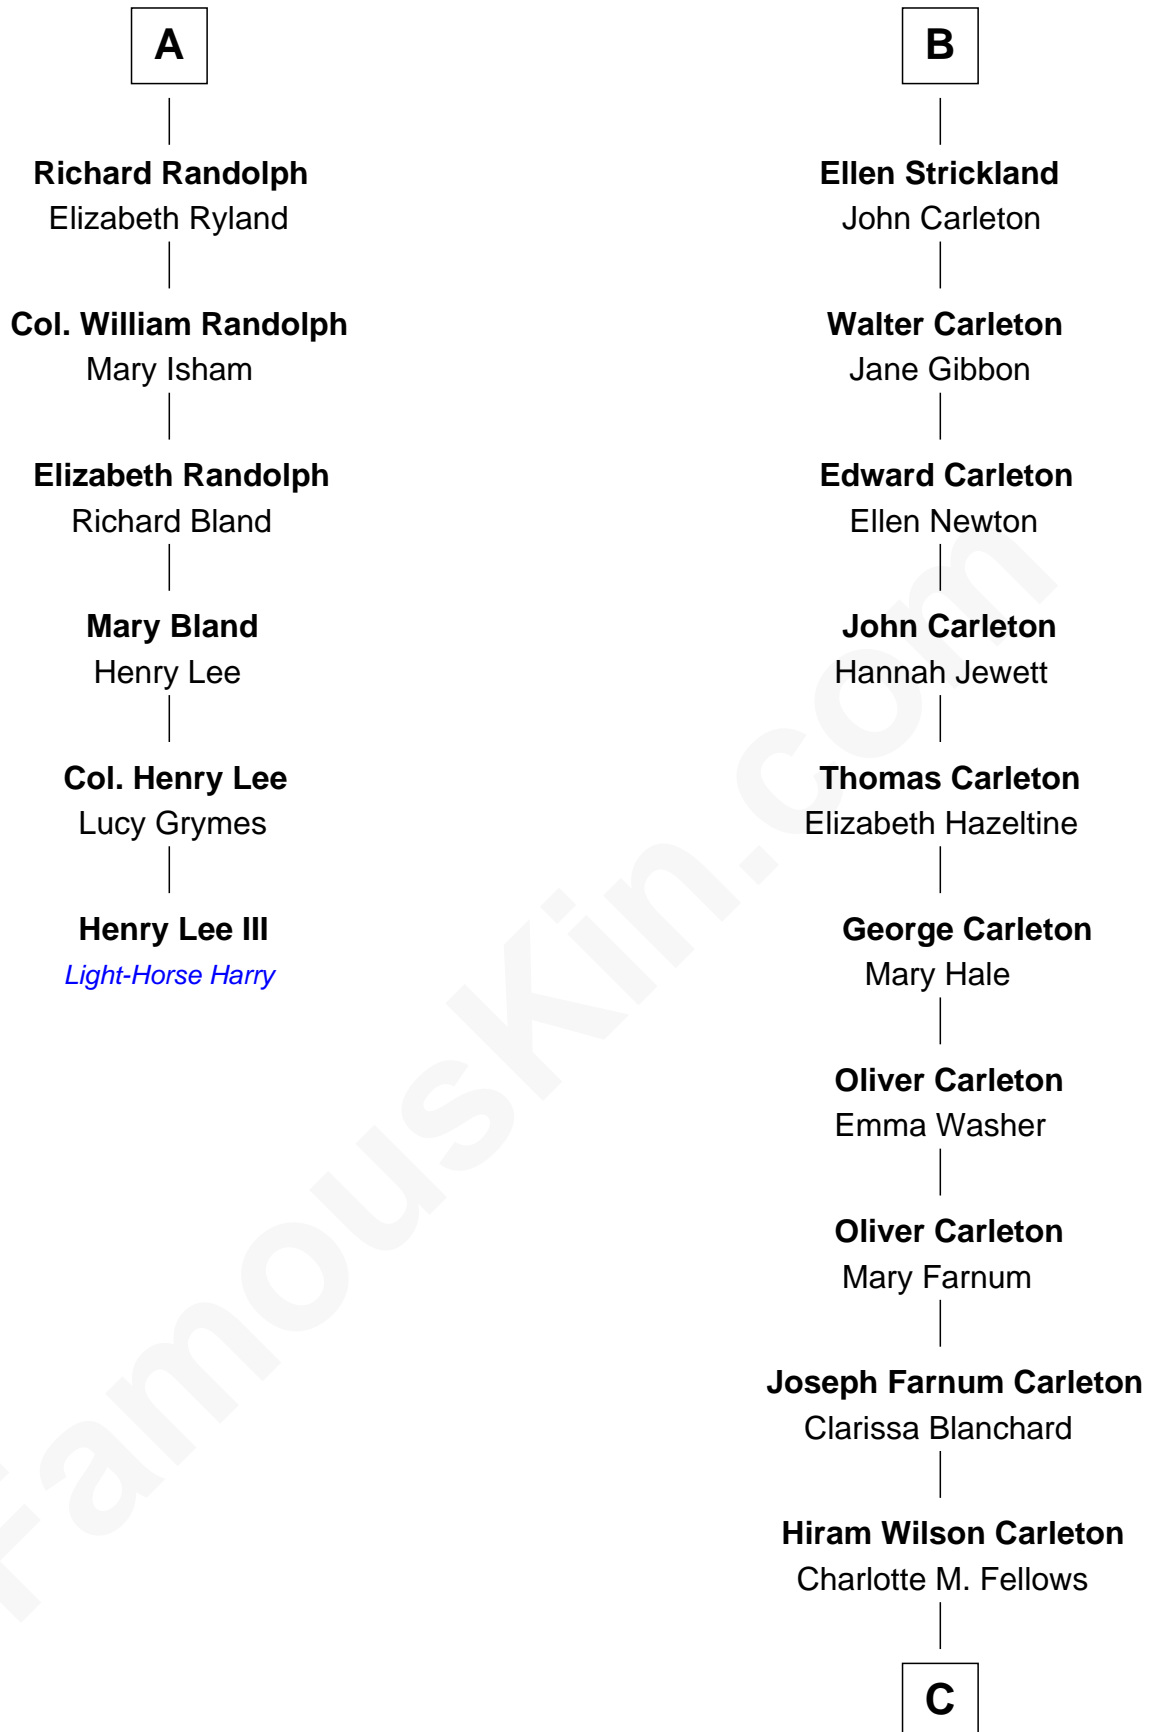 A
Richard Randolph
Elizabeth Ryland
Col. William Randolph
Mary Isham
Elizabeth Randolph
Richard Bland
Mary Bland
Henry Lee
Col. Henry Lee
Lucy Grymes
Henry Lee III
Light-Horse Harry
B
Ellen Strickland
John Carleton
Walter Carleton
Jane Gibbon
Edward Carleton
Ellen Newton
John Carleton
Hannah Jewett
Thomas Carleton
Elizabeth Hazeltine
George Carleton
Mary Hale
Oliver Carleton
Emma Washer
Oliver Carleton
Mary Farnum
Joseph Farnum Carleton
Clarissa Blanchard
Hiram Wilson Carleton
Charlotte M. Fellows
C
FamousKin.com